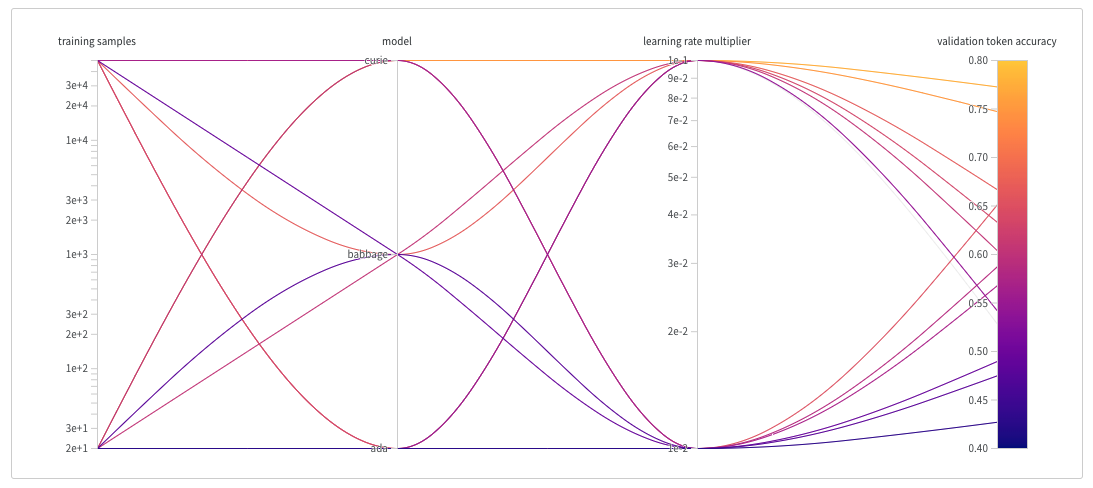 training samples
model
learning rate multiplier
validation token accuracy
3e+4
2e+4
1e+4
3e+3
2e+3
1e+3
3e+2
2e+2
1e+2
3e+1
2e+1
curie
babbage
ada
1e-1
9e-2
8e-2
7e-2
6e-2
5e-2
4e-2
3e-2
2e-2
1e-2
0.80
0.75
0.70
0.65
0.60
0.55
0.50
0.45
0.40